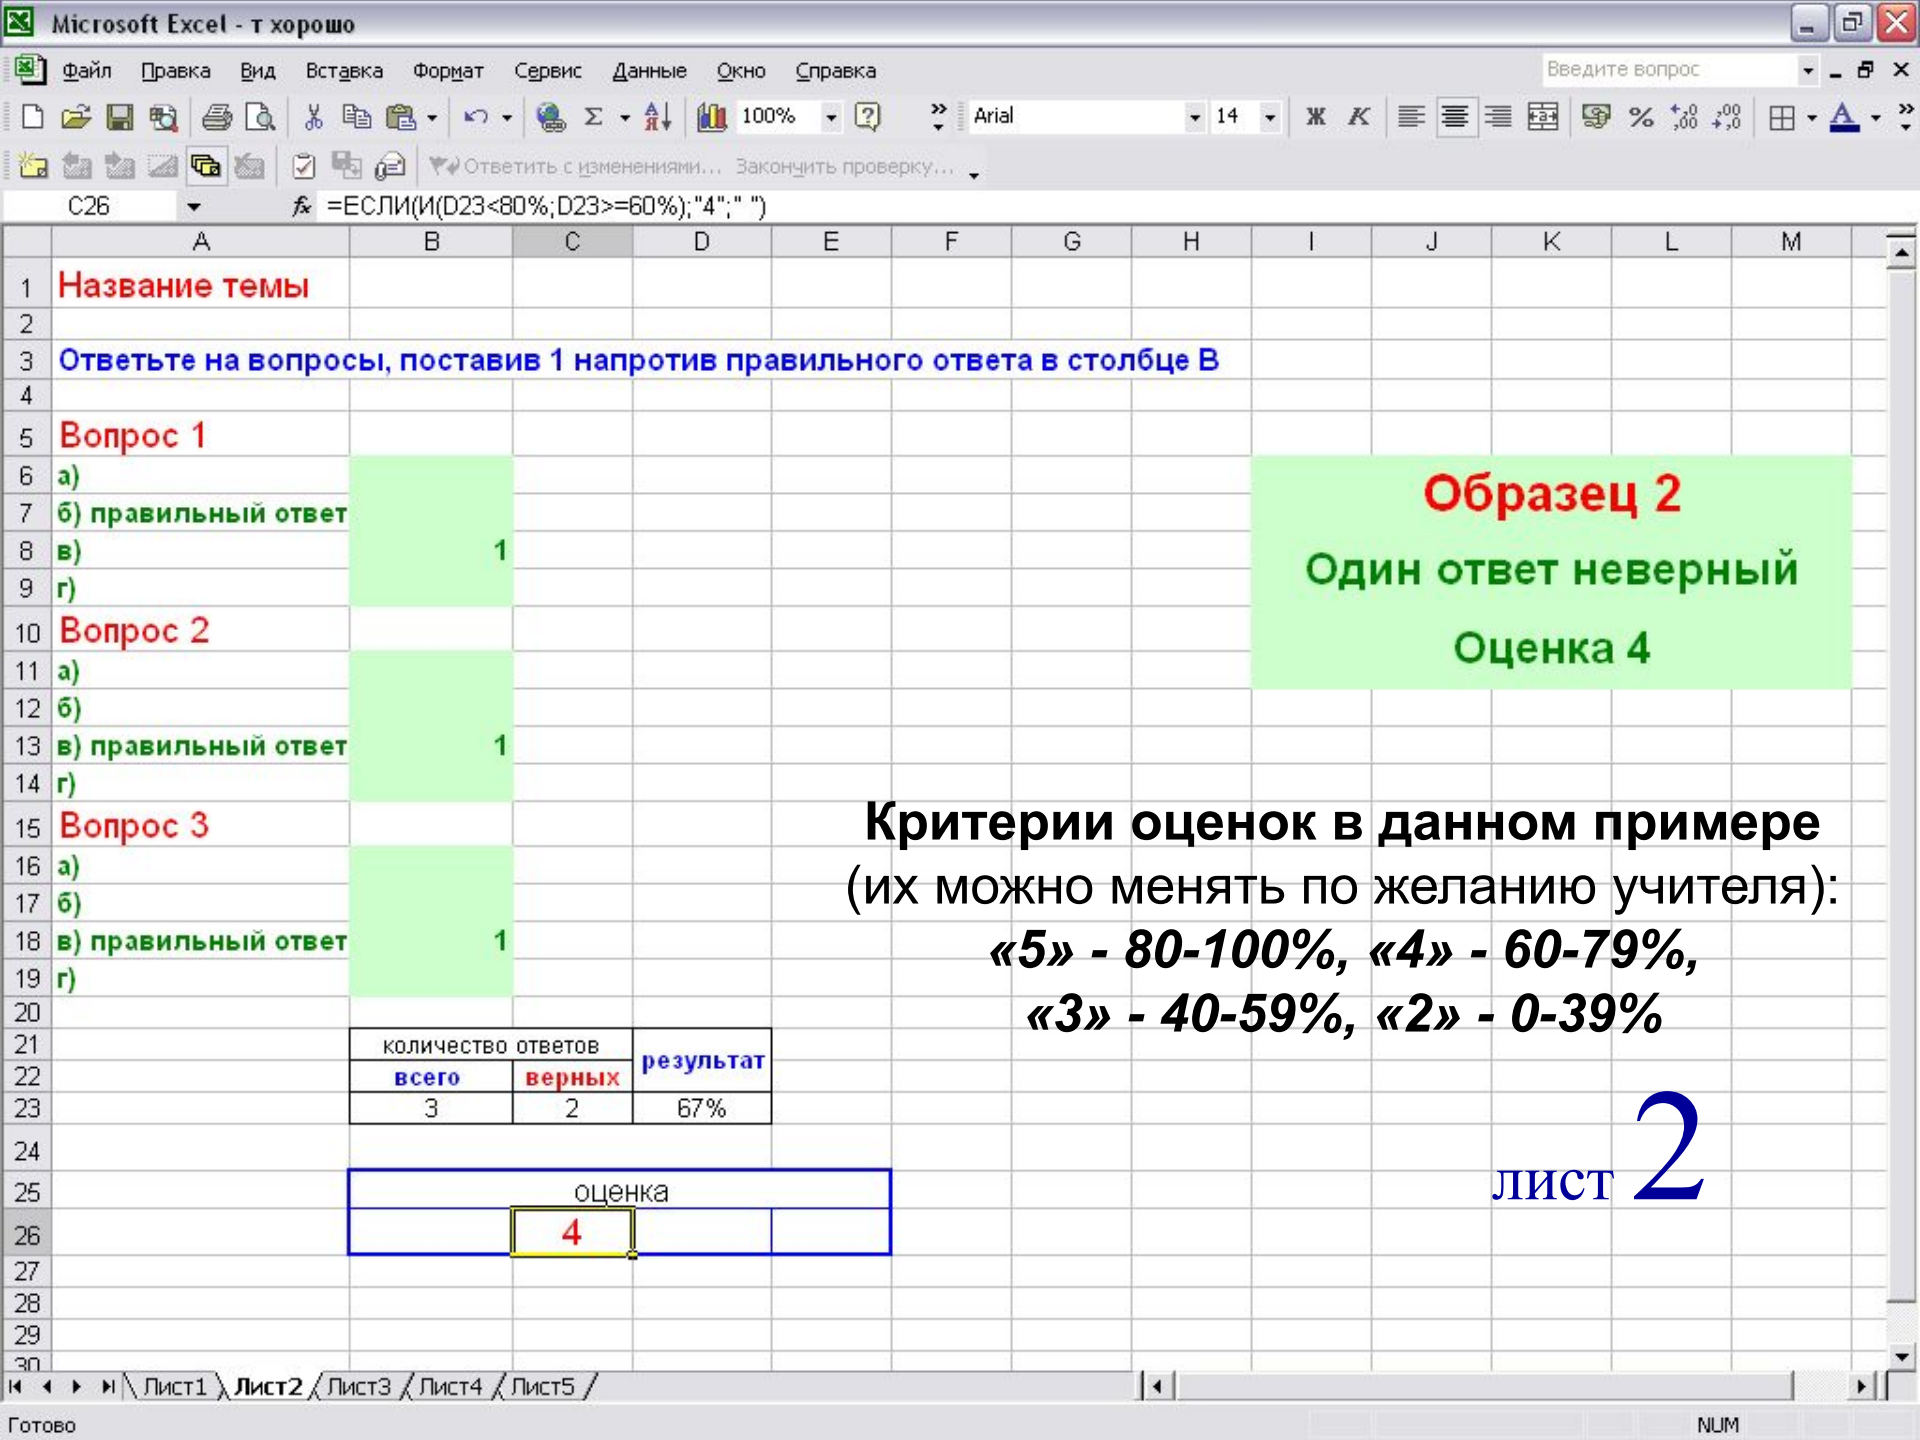 Microsoft Excel - т хорошо
Файл Правка Вид Вставка Формат Сервис Данные Окно Справка Введите вопрос
100% Arial 14 Ж К
Ответить с изменениями... Закончить проверку...
C26 fx =ЕСЛИ(И(D23<80%;D23>=60%);"4";" ")
A B C D E F G H I J K L M
1 Название темы
2
3 Ответьте на вопросы, поставив 1 напротив правильного ответа в столбце В
4
5 Вопрос 1
6 а)
7 б) правильный ответ
8 в) 1
9 г)
10 Вопрос 2
11 а)
12 б)
13 в) правильный ответ 1
14 г)
15 Вопрос 3
16 а)
17 б)
18 в) правильный ответ 1
19 г)
20
21 количество ответов результат
22 всего верных
23 3 2 67%
24
25 оценка
26 4
27
28
29
30
Образец 2
Один ответ неверный
Оценка 4
Критерии оценок в данном примере
(их можно менять по желанию учителя):
«5» - 80-100%, «4» - 60-79%,
«3» - 40-59%, «2» - 0-39%
лист 2
Лист1 Лист2 Лист3 Лист4 Лист5
Готово NUM